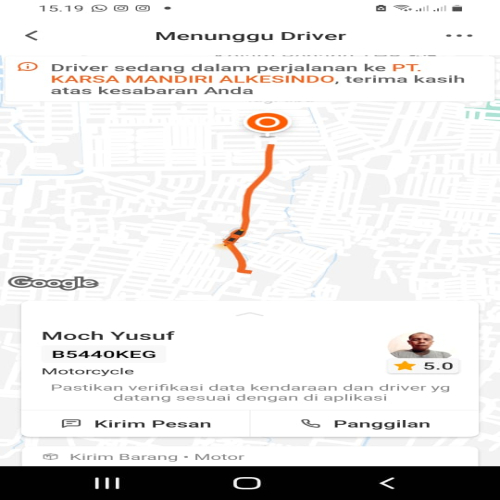 15.19
Menunggu Driver
Driver sedang dalam perjalanan ke PT.
KARSA MANDIRI ALKESINDO, terima kasih
atas kesabaran Anda
Google
Moch Yusuf
B5440KEG
5.0
Motorcycle
Pastikan verifikasi data kendaraan dan driver yg
datang sesuai dengan di aplikasi
Kirim Pesan
Panggilan
Kirim Barang • Motor